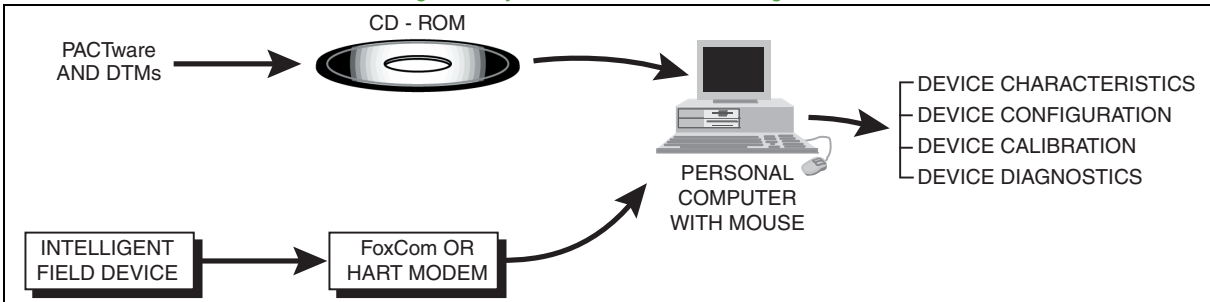 CD - ROM
PACTware
AND DTMs
DEVICE CHARACTERISTICS
DEVICE CONFIGURATION
DEVICE CALIBRATION
DEVICE DIAGNOSTICS
PERSONAL
COMPUTER
WITH MOUSE
INTELLIGENT
FIELD DEVICE
FoxCom OR
HART MODEM